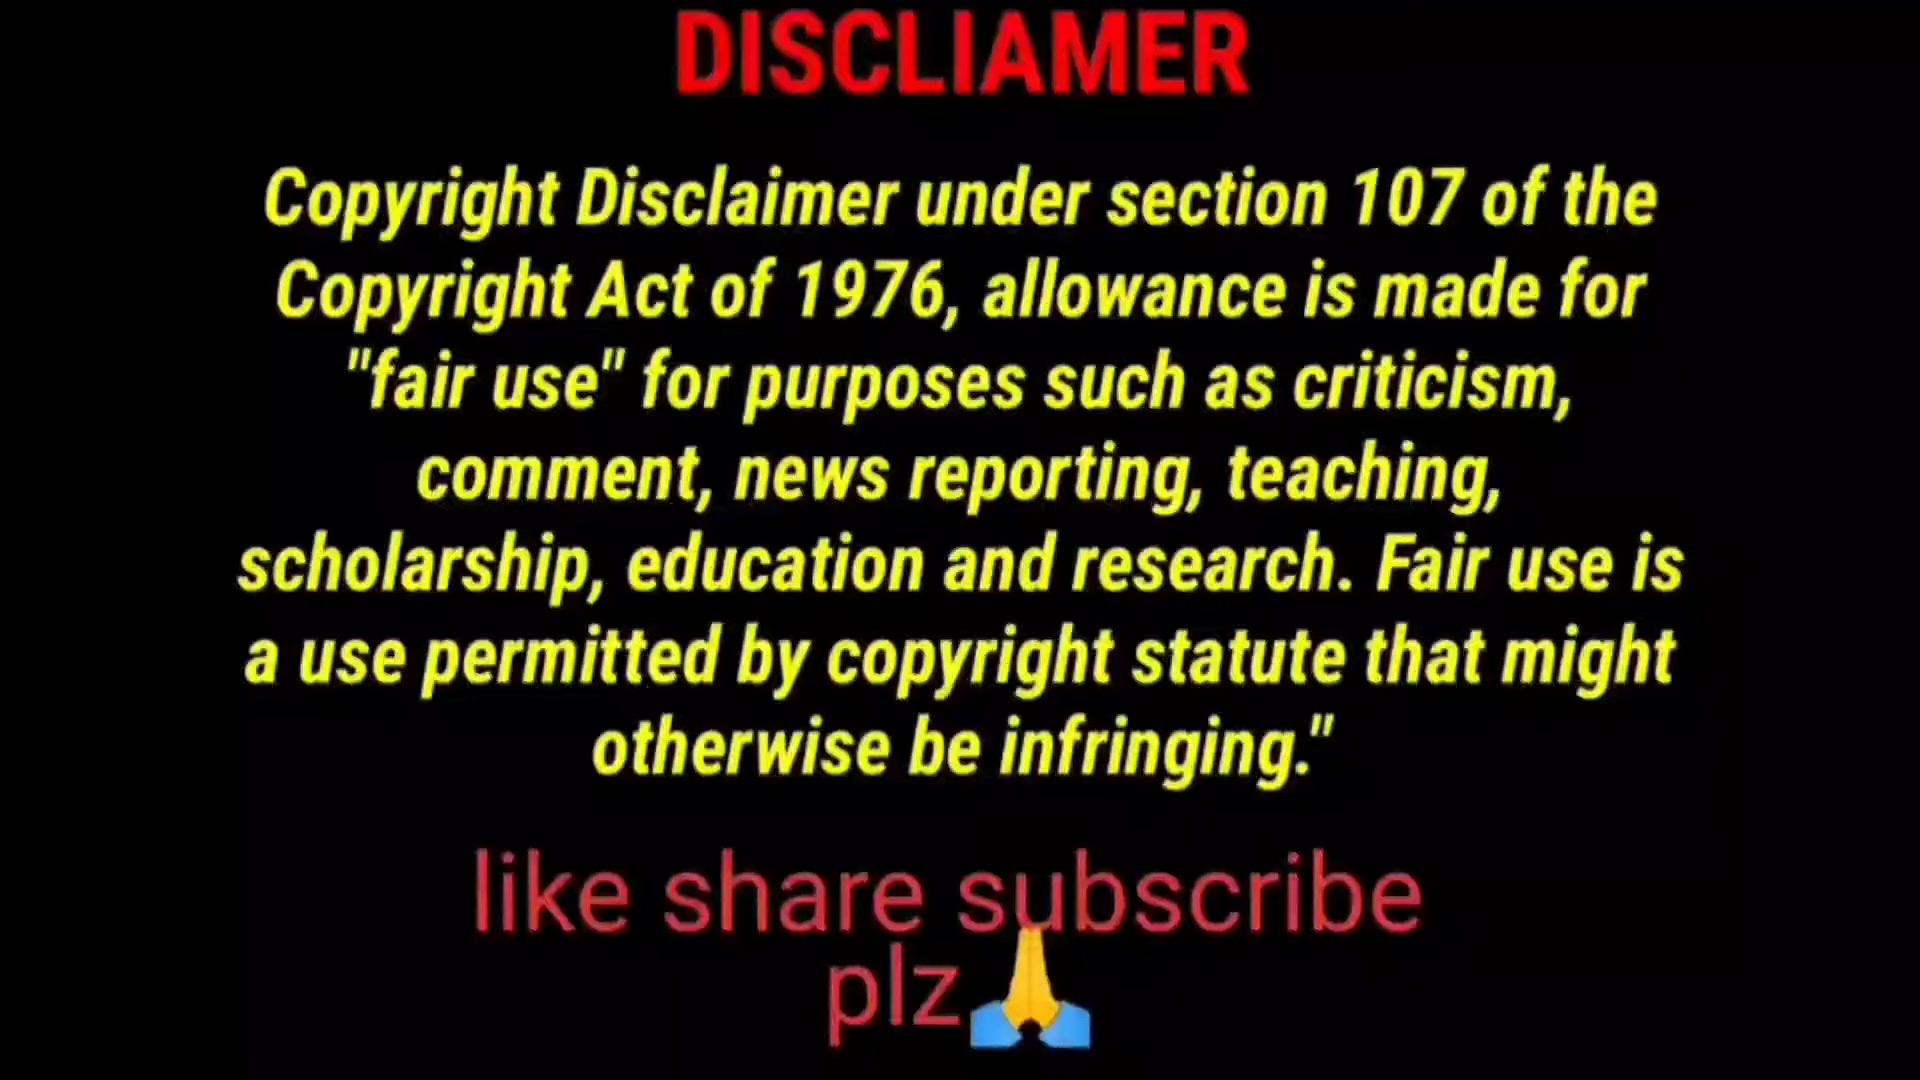 DISCLIAMER
Copyright Disclaimer under section 107 of the
Copyright Act of 1976, allowance is made for
"fair use" for purposes such as criticism,
comment, news reporting, teaching,
scholarship, education and research. Fair use is
a use permitted by copyright statute that might
otherwise be infringing."
like share subscribe
plz🙏